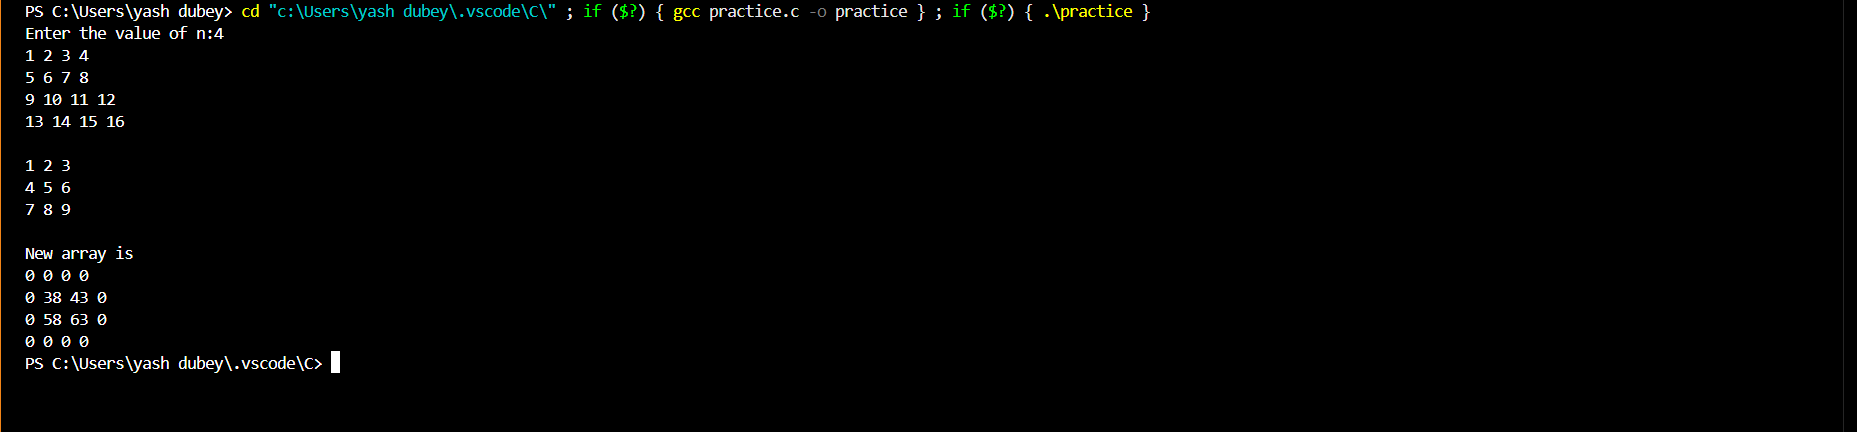 PS C:\Users\yash dubey> cd "c:\Users\yash dubey\.vscode\C\" ; if ($?) { gcc practice.c -o practice } ; if ($?) { .\practice }
Enter the value of n:4
1 2 3 4
5 6 7 8
9 10 11 12
13 14 15 16
1 2 3
4 5 6
7 8 9
New array is
0 0 0 0
0 38 43 0
0 58 63 0
0 0 0 0
PS C:\Users\yash dubey\.vscode\C>